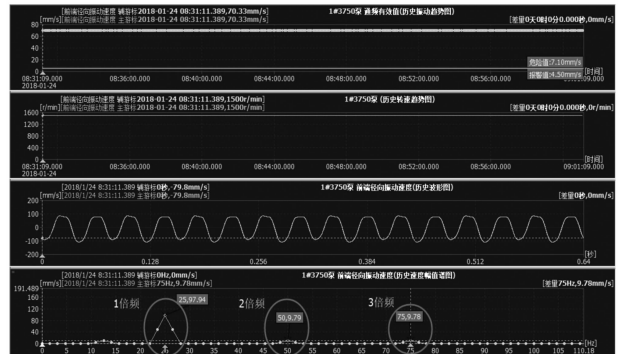 [前端径向振动速度 辅游标2018-01-24 08:31:11.389,70.33mm/s]
1#3750泵 通频有效值(历史振动趋势图)
[mm/s][前端径向振动速度 主游标2018-01-24 08:31:11.389,70.33mm/s]
[差量0天0时0分0.000秒,0mm/s]
80
60
40
20
0
危险值:7.10mm/s
报警值:4.50mm/s
[时间]
08:31:09.000
08:36:00.000
08:40:00.000
08:44:00.000
08:48:00.000
08:52:00.000
08:56:00.000
09:01:09.000
2018-01-24
[前端径向振动速度 辅游标2018-01-24 08:31:11.389,1500r/min]
1#3750泵 (历史转速趋势图)
[r/min][前端径向振动速度 主游标2018-01-24 08:31:11.389,1500r/min]
[差量0天0时0分0.000秒,0r/min]
1600
1200
800
400
0
[时间]
08:31:09.000
08:36:00.000
08:40:00.000
08:44:00.000
08:48:00.000
08:52:00.000
08:56:00.000
09:01:09.000
2018-01-24
[2018/1/24 8:31:11.389 辅游标0秒,-79.8mm/s]
1#3750泵 前端径向振动速度(历史波形图)
[mm/s][2018/1/24 8:31:11.389 主游标0秒,-79.8mm/s]
[差量0秒,0mm/s]
200
100
0
-100
-200
[秒]
0.128
0.256
0.384
0.512
0.64
[2018/1/24 8:31:11.389 辅游标0Hz,0mm/s]
1#3750泵 前端径向振动速度(历史速度幅值谱图)
[mm/s][2018/1/24 8:31:11.389 主游标75Hz,9.78mm/s]
[差量75Hz,9.78mm/s]
191.489
160
120
80
40
0
1倍频
25,97.94
2倍频
50,9.79
3倍频
75,9.78
[Hz]
0 5 10 15 20 26 30 35 40 45 50 55 60 65 70 75 80 85 90 95 100 105 110.18